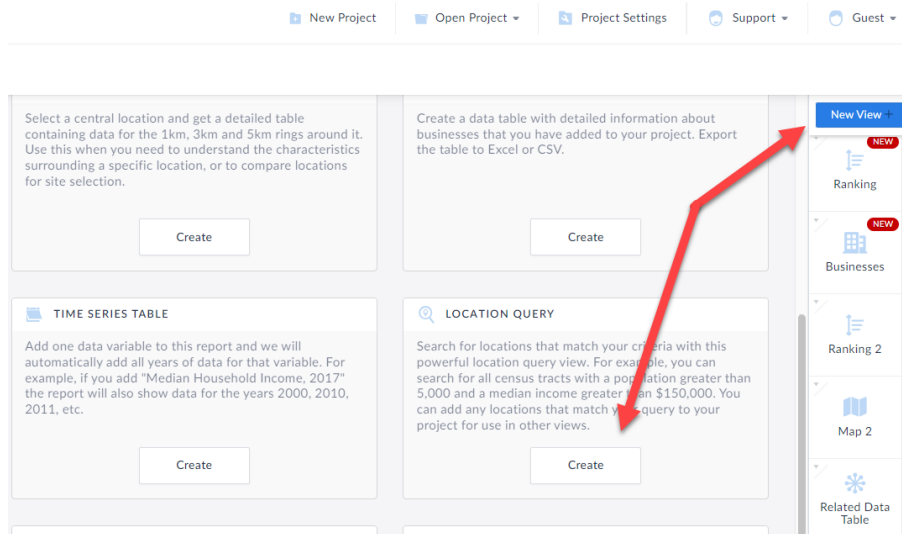 New Project
Open Project
Project Settings
Support
Guest
Select a central location and get a detailed table
containing data for the 1km, 3km and 5km rings around it.
Use this when you need to understand the characteristics
surrounding a specific location, or to compare locations
for site selection.
Create
Create a data table with detailed information about
businesses that you have added to your project. Export
the table to Excel or CSV.
Create
TIME SERIES TABLE
Add one data variable to this report and we will
automatically add all years of data for that variable. For
example, if you add "Median Household Income, 2017"
the report will also show data for the years 2000, 2010,
2011, etc.
Create
LOCATION QUERY
Search for locations that match your criteria with this
powerful location query view. For example, you can
search for all census tracts with a population greater than
5,000 and a median income greater than $150,000. You
can add any locations that match your query to your
project for use in other views.
Create
New View +
NEW
Ranking
NEW
Businesses
Ranking 2
Map 2
Related Data
Table